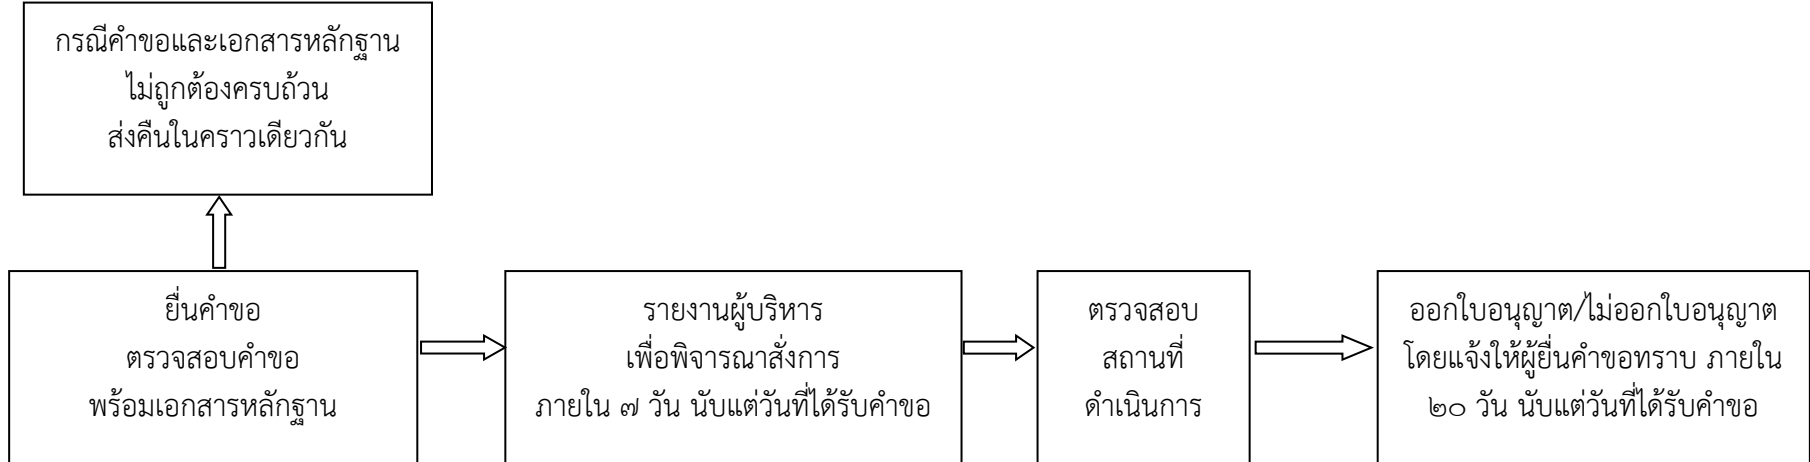 กรณีคำขอและเอกสารหลักฐาน
ไม่ถูกต้องครบถ้วน
ส่งคืนในคราวเดียวกัน
ยื่นคำขอ
ตรวจสอบคำขอ
พร้อมเอกสารหลักฐาน
รายงานผู้บริหาร
เพื่อพิจารณาสั่งการ
ภายใน ๗ วัน นับแต่วันที่ได้รับคำขอ
ตรวจสอบ
สถานที่
ดำเนินการ
ออกใบอนุญาต/ไม่ออกใบอนุญาต
โดยแจ้งให้ผู้ยื่นคำขอทราบ ภายใน
๒๐ วัน นับแต่วันที่ได้รับคำขอ